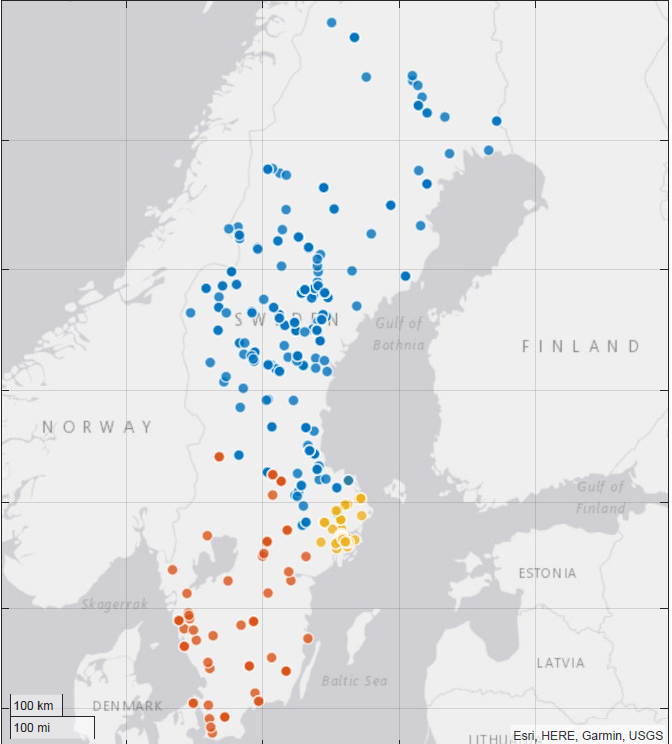 SWEDEN
Gulf of
Bothnia
FINLAND
NORWAY
Gulf of
Finland
ESTONIA
Skagerrak
LATVIA
Baltic Sea
100 km
DENMARK
100 mi
Esri, HERE, Garmin, USGS